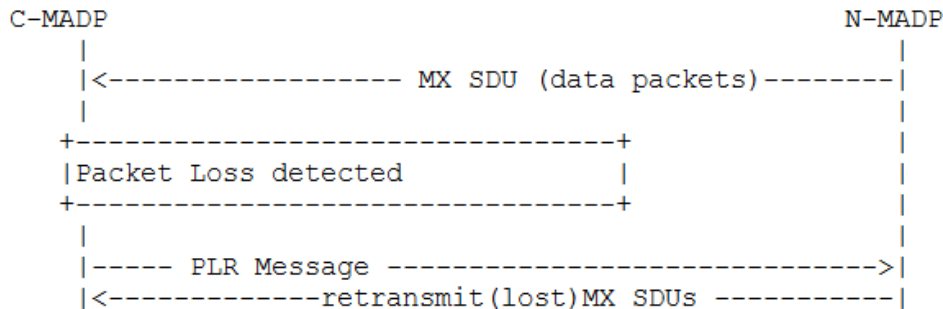 C-MADP N-MADP
MX SDU (data packets)
Packet Loss detected
PLR Message
retransmit(lost)MX SDUs